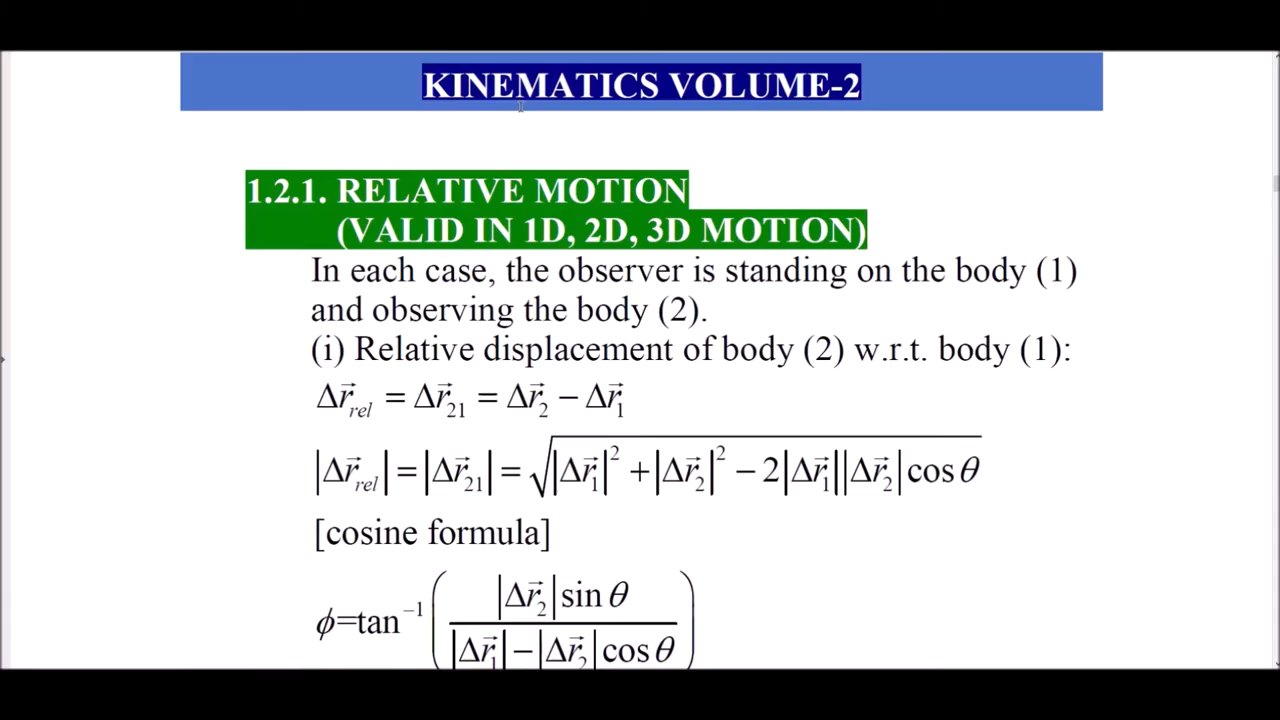 KINEMATICS VOLUME-2
1.2.1. RELATIVE MOTION
(VALID IN 1D, 2D, 3D MOTION)
In each case, the observer is standing on the body (1)
and observing the body (2).
(i) Relative displacement of body (2) w.r.t. body (1):
Δr⃗_rel = Δr⃗_21 = Δr⃗_2 − Δr⃗_1
|Δr⃗_rel| = |Δr⃗_21| = √(|Δr⃗_1|² + |Δr⃗_2|² − 2|Δr⃗_1||Δr⃗_2| cos θ)
[cosine formula]
ϕ=tan⁻¹ (|Δr⃗_2| sin θ / |Δr⃗_1| − |Δr⃗_2| cos θ)